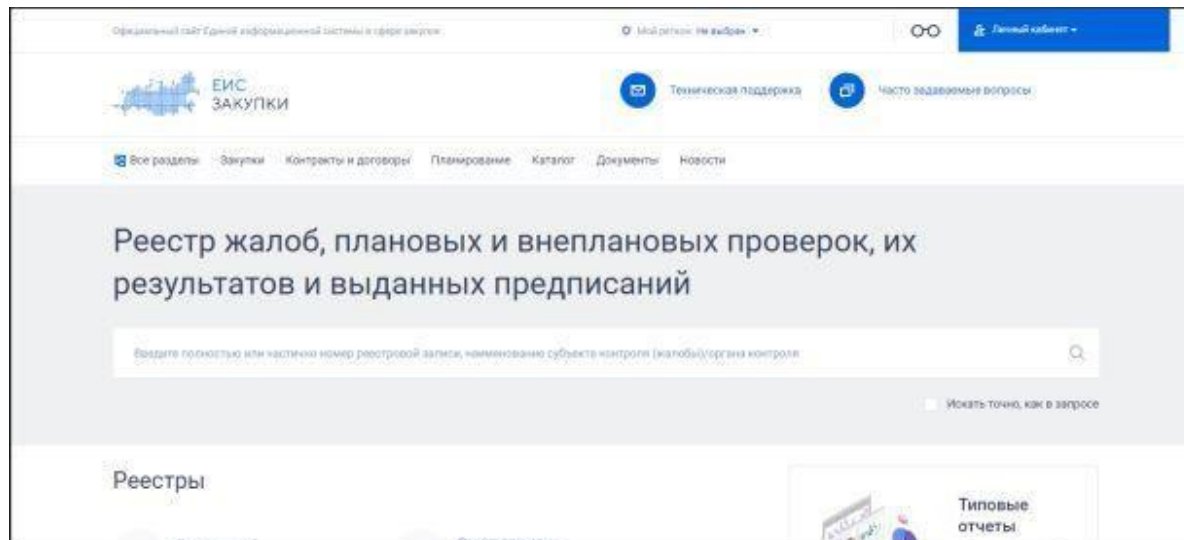 Официальный сайт Единой информационной системы в сфере закупок
Мой регион: Не выбран
Личный кабинет
ЕИС
ЗАКУПКИ
Техническая поддержка
Часто задаваемые вопросы
Все разделы Закупки Контракты и договоры Планирование Каталог Документы Новости
Реестр жалоб, плановых и внеплановых проверок, их
результатов и выданных предписаний
Введите полностью или частично номер реестровой записи, наименование субъекта контроля (жалобы)/органа контроля
Искать точно, как в запросе
Реестры
Типовые
отчеты